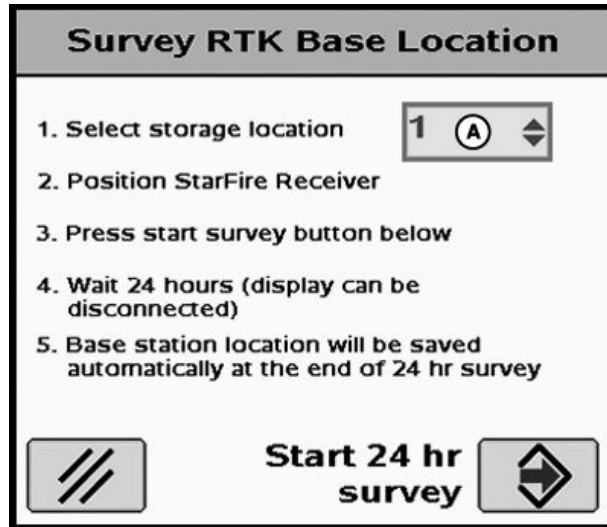 Survey RTK Base Location
1. Select storage location
1 A
2. Position StarFire Receiver
3. Press start survey button below
4. Wait 24 hours (display can be
disconnected)
5. Base station location will be saved
automatically at the end of 24 hr survey
Start 24 hr
survey